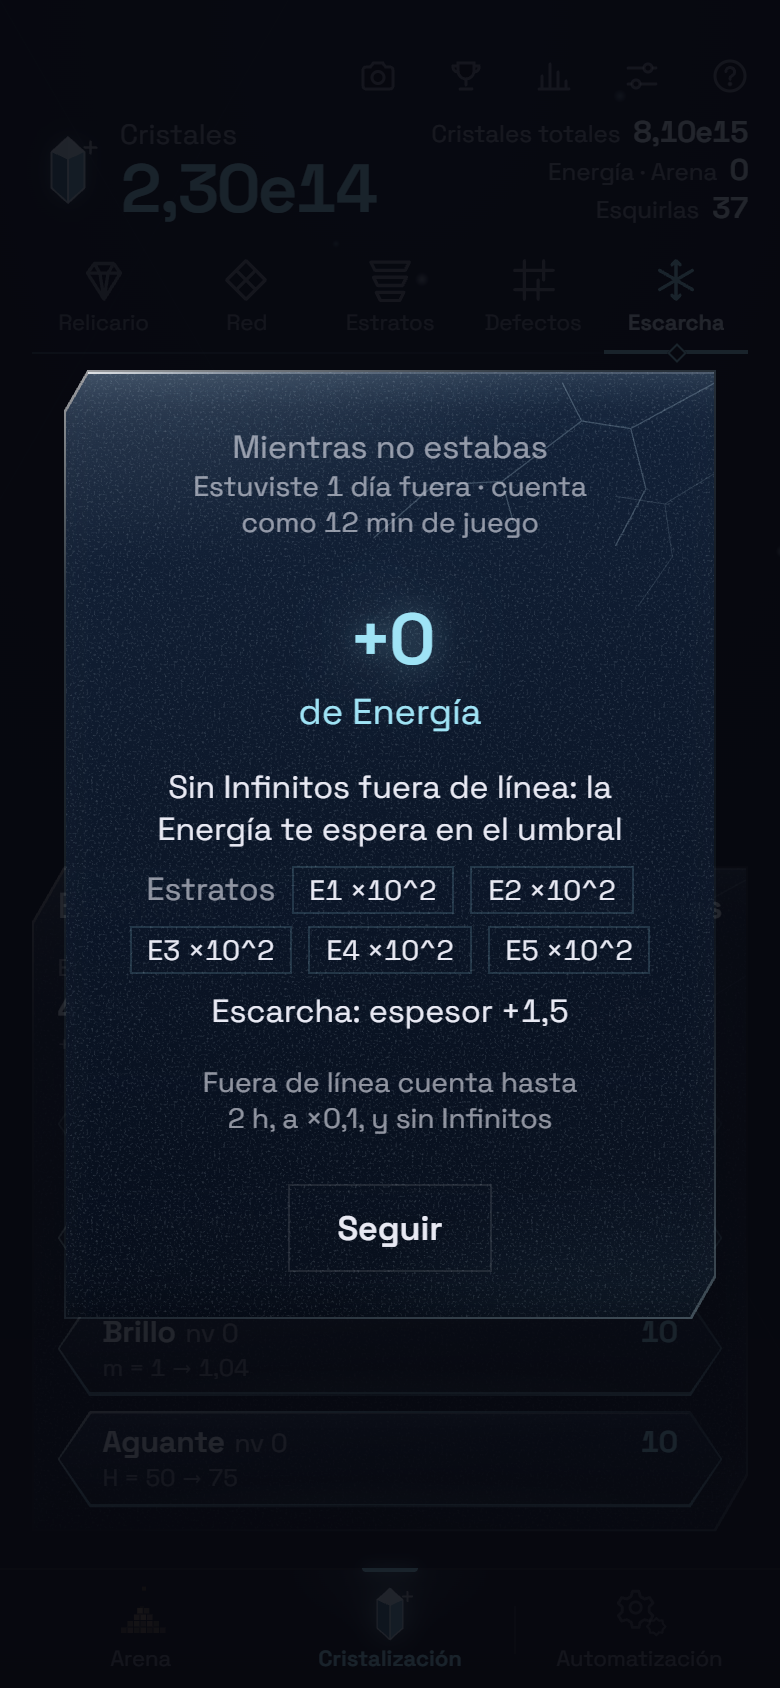 Cristales
2,30e14
Cristales totales 8,10e15
Energía · Arena 0
Esquirlas 37
Relicario Red Estratos Defectos Escarcha
Mientras no estabas
Estuviste 1 día fuera · cuenta
como 12 min de juego
+0
de Energía
Sin Infinitos fuera de línea: la
Energía te espera en el umbral
Estratos E1 ×10^2 E2 ×10^2
E3 ×10^2 E4 ×10^2 E5 ×10^2
Escarcha: espesor +1,5
Fuera de línea cuenta hasta
2 h, a ×0,1, y sin Infinitos
Seguir
Brillo nv 0 10
m = 1 → 1,04
Aguante nv 0 10
H = 50 → 75
Arena Cristalización Automatización